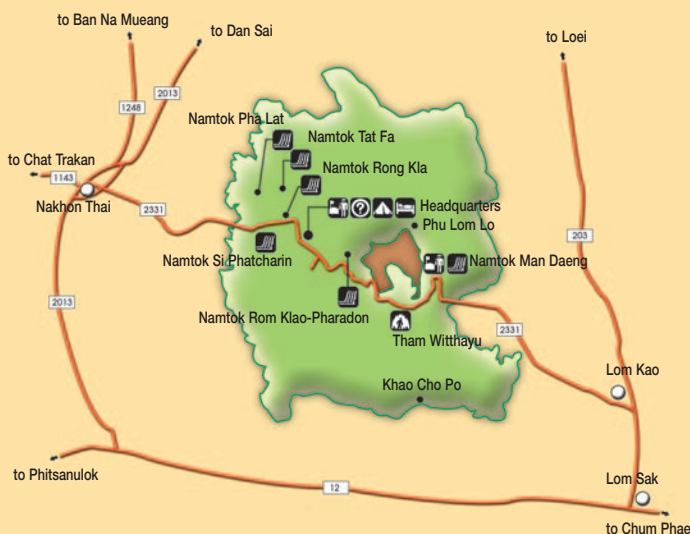 to Ban Na Mueang
to Dan Sai
to Loei
2013
1248
Namtok Pha Lat
Namtok Tat Fa
to Chat Trakan
1143
Namtok Rong Kla
Nakhon Thai
2331
?
Headquarters
Phu Lom Lo
203
Namtok Si Phatcharin
Namtok Man Daeng
2013
Namtok Rom Klao-Pharadon
2331
Tham Witthayu
Lom Kao
Khao Cho Po
to Phitsanulok
12
Lom Sak
to Chum Phae